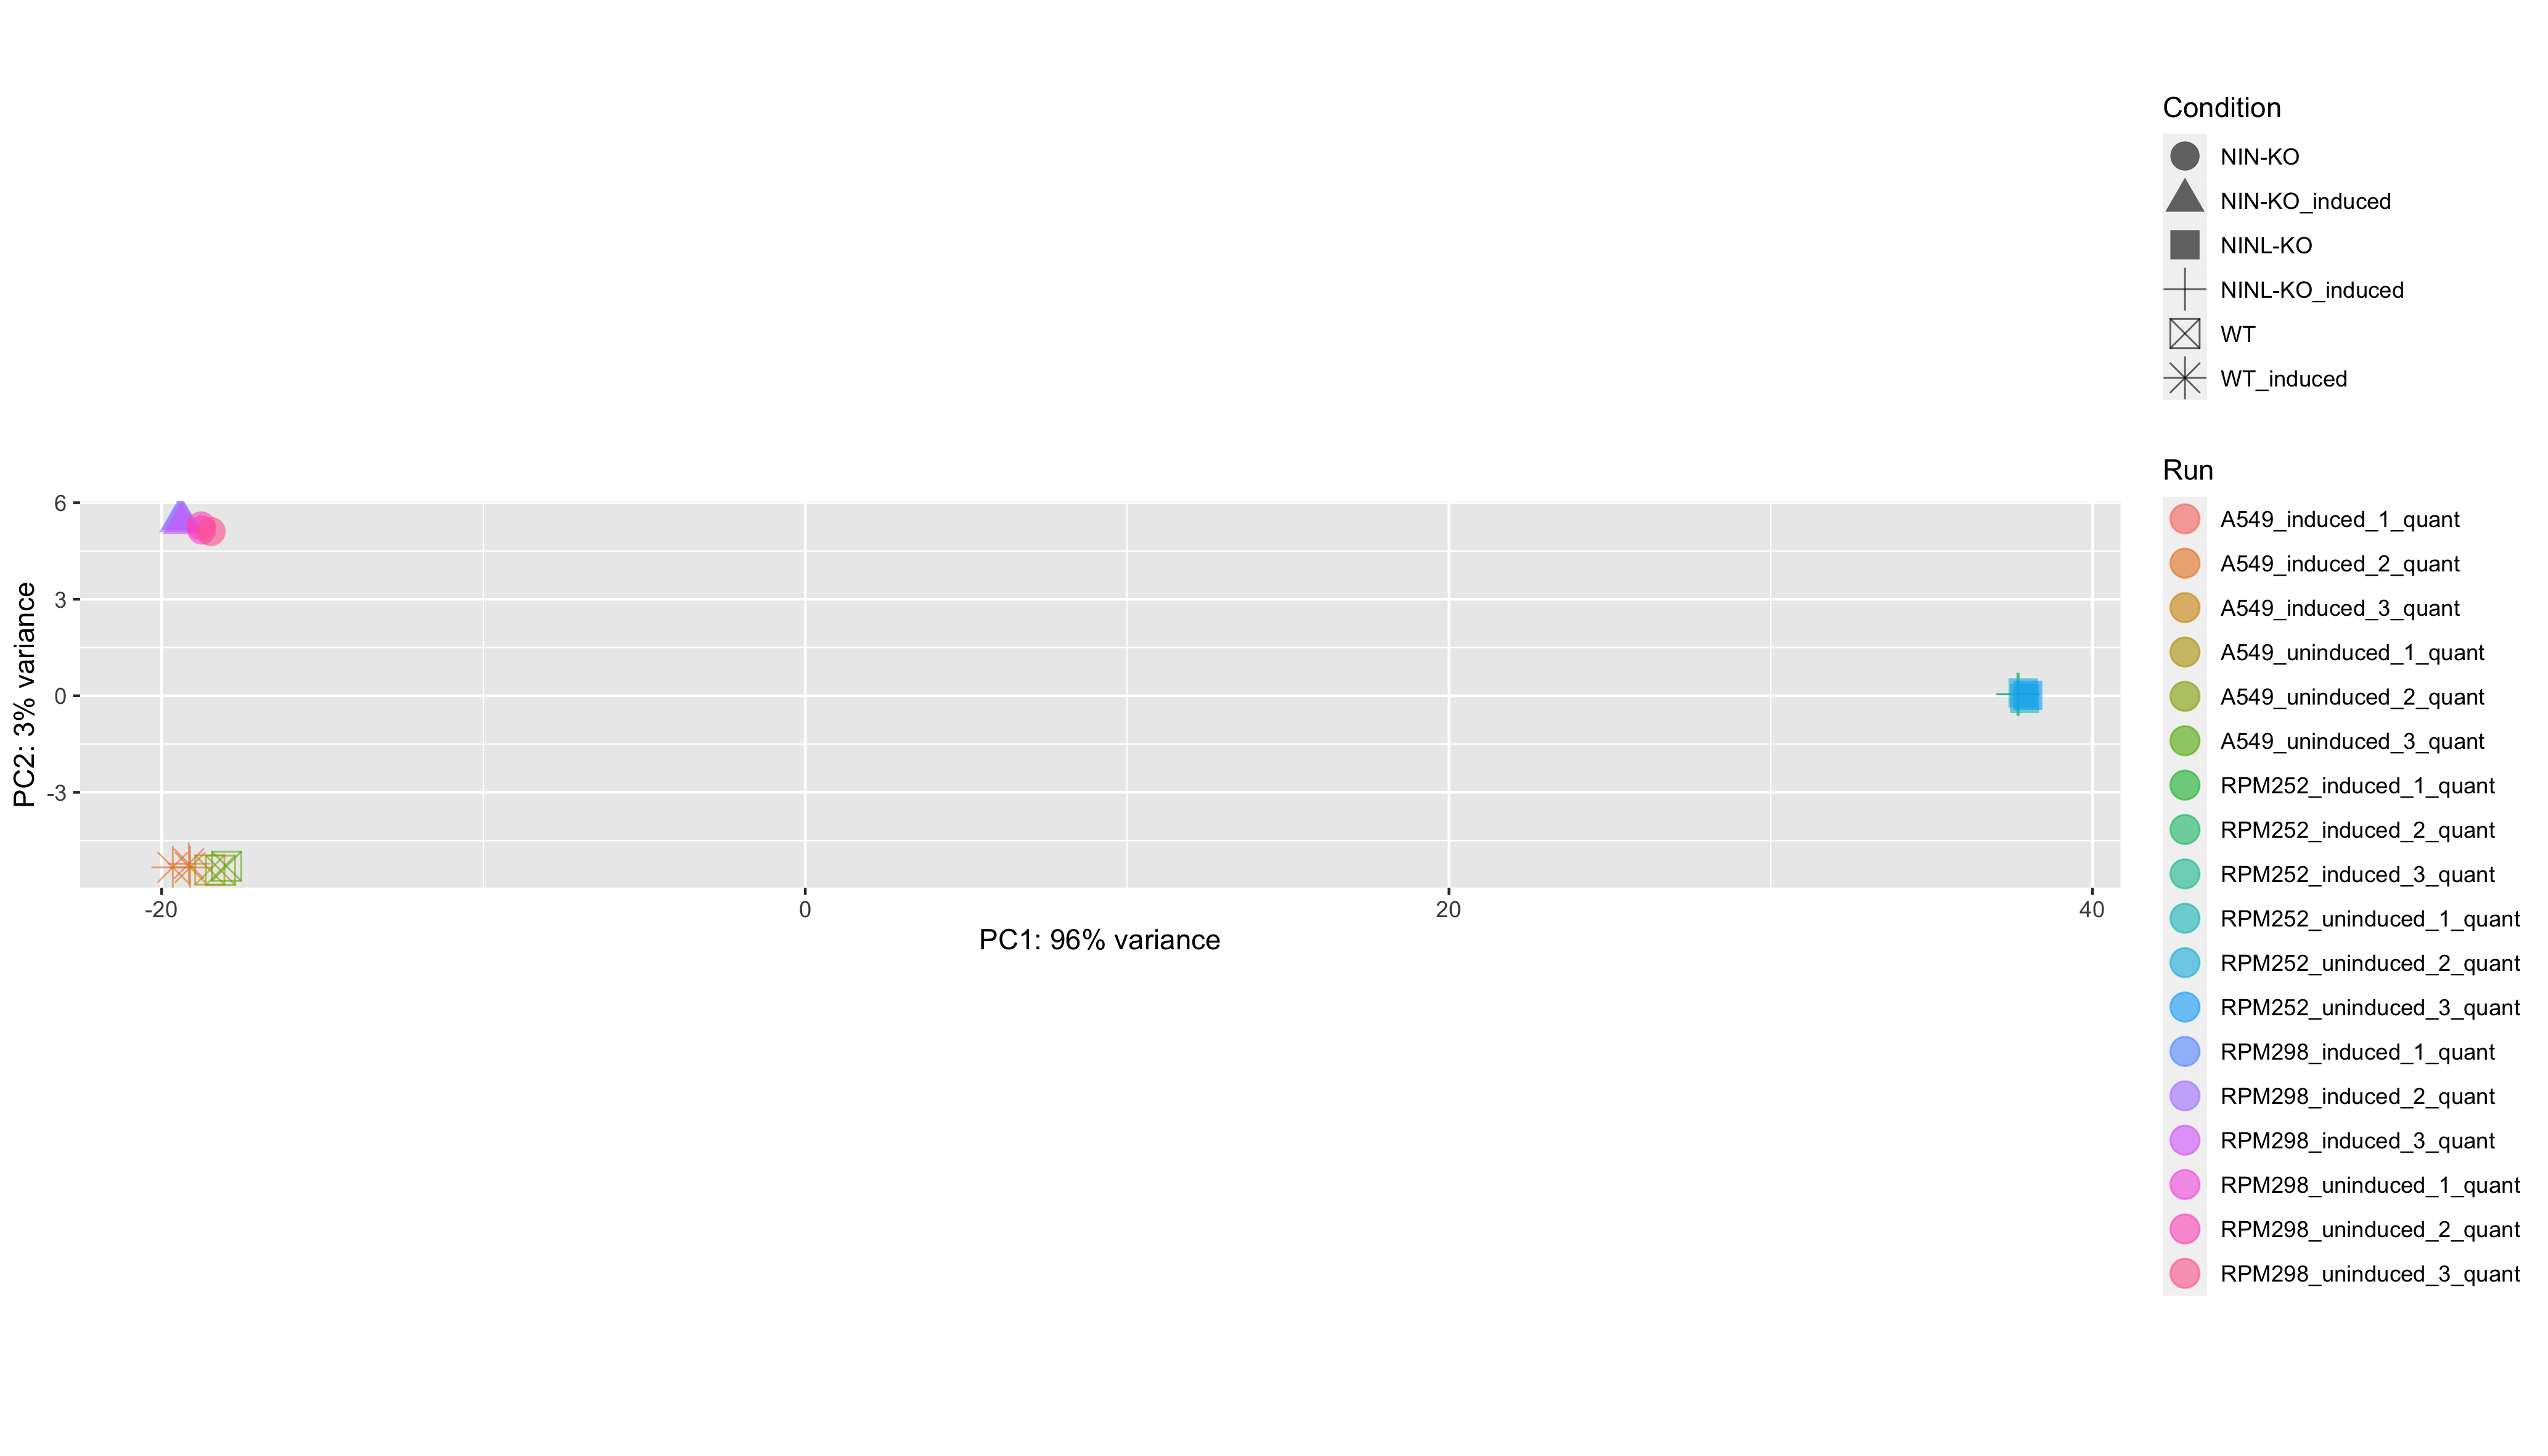 Condition
NIN-KO
NIN-KO_induced
NINL-KO
NINL-KO_induced
WT
WT_induced
Run
A549_induced_1_quant
A549_induced_2_quant
A549_induced_3_quant
A549_uninduced_1_quant
A549_uninduced_2_quant
A549_uninduced_3_quant
RPM252_induced_1_quant
RPM252_induced_2_quant
RPM252_induced_3_quant
RPM252_uninduced_1_quant
RPM252_uninduced_2_quant
RPM252_uninduced_3_quant
RPM298_induced_1_quant
RPM298_induced_2_quant
RPM298_induced_3_quant
RPM298_uninduced_1_quant
RPM298_uninduced_2_quant
RPM298_uninduced_3_quant
PC2: 3% variance
6
3
0
-3
-20 0 20 40
PC1: 96% variance